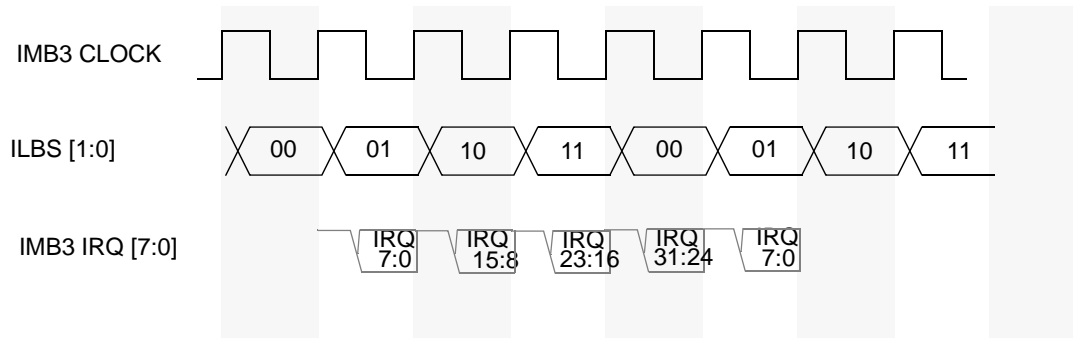 IMB3 CLOCK
ILBS [1:0] 00 01 10 11 00 01 10 11
IMB3 IRQ [7:0] IRQ IRQ IRQ IRQ IRQ
7:0 15:8 23:16 31:24 7:0